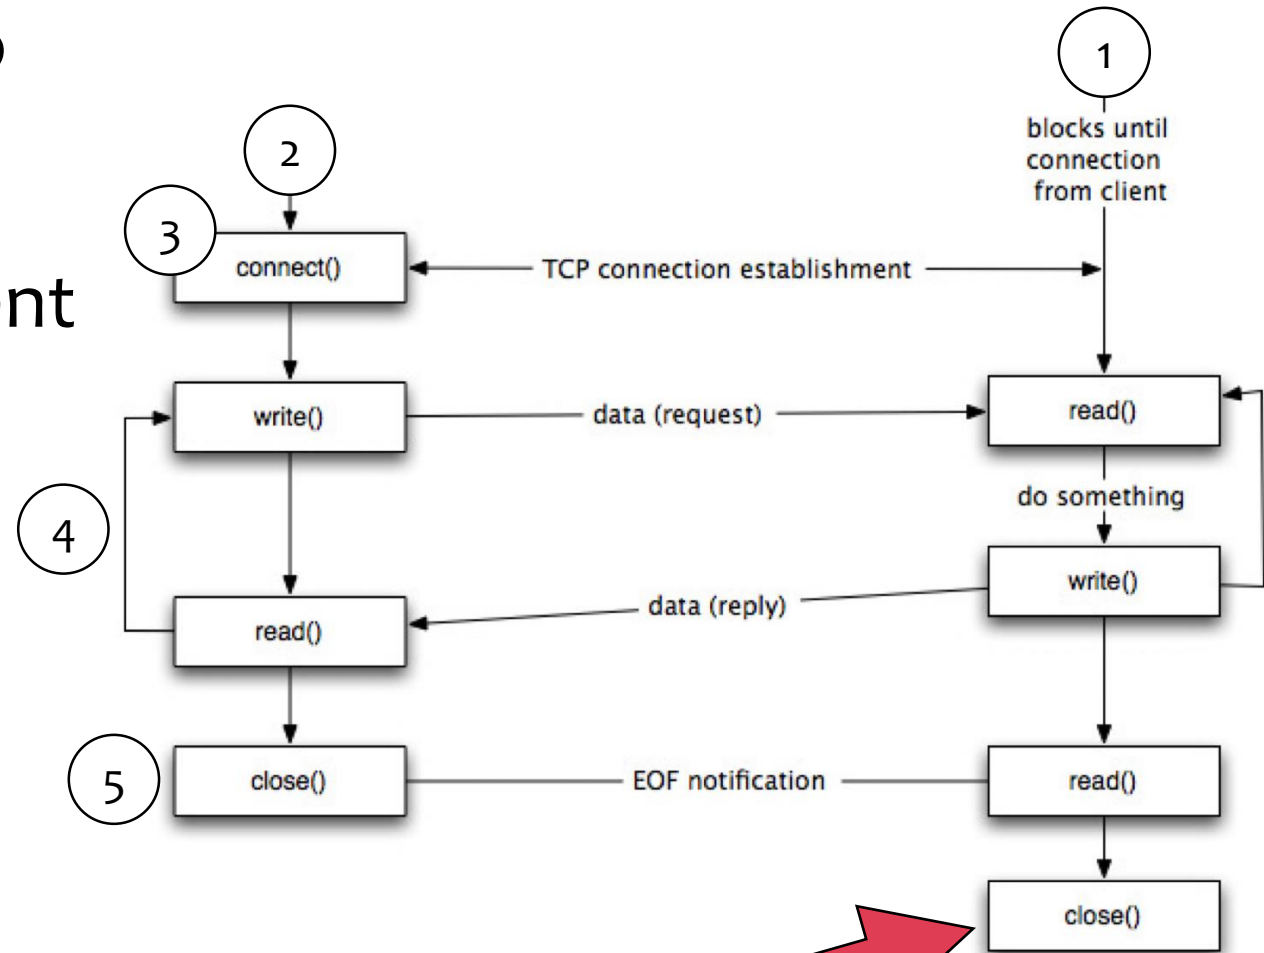 1
blocks until
connection
from client
2
3
connect()
TCP connection establishment
ent
write()
data (request)
read()
do something
4
write()
data (reply)
read()
5
close()
EOF notification
read()
close()